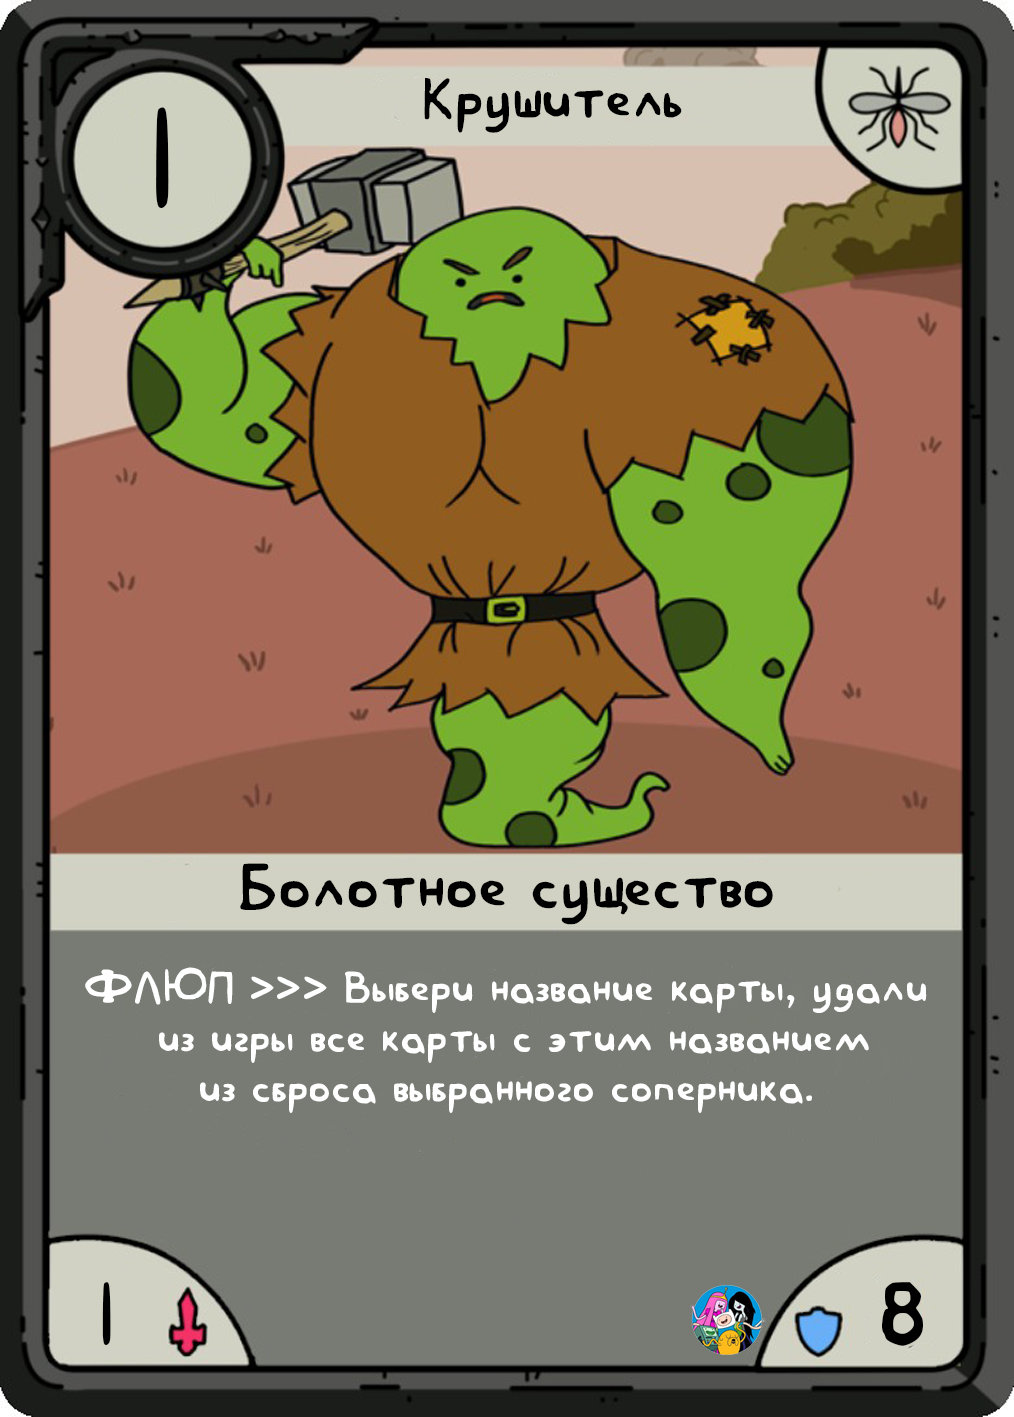 1
Крушитель
Болотное существо
ФЛЮП >>> Выбери название карты, удали
из игры все карты с этим названием
из сброса выбранного соперника.
1
8